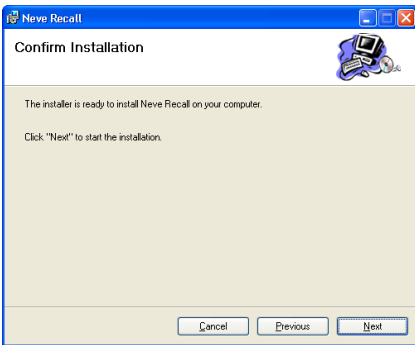 Neve Recall
Confirm Installation
The installer is ready to install Neve Recall on your computer.
Click "Next" to start the installation.
Cancel
Previous
Next